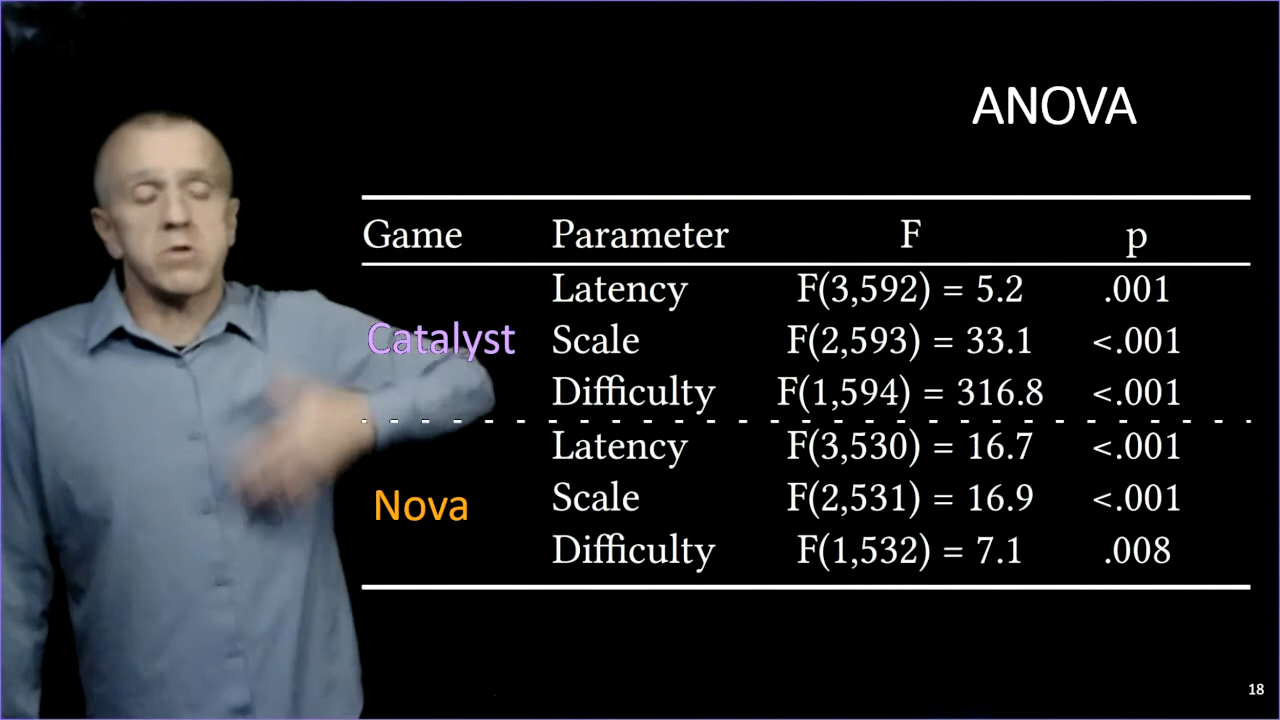 ANOVA
Game Parameter F p
Latency F(3,592) = 5.2 .001
Catalyst Scale F(2,593) = 33.1 <.001
Difficulty F(1,594) = 316.8 <.001
Latency F(3,530) = 16.7 <.001
Nova Scale F(2,531) = 16.9 <.001
Difficulty F(1,532) = 7.1 .008
18